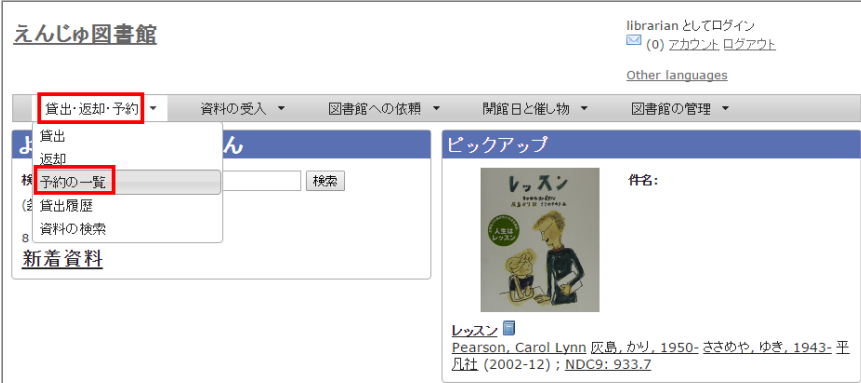 えんじゅ図書館
librarian としてログイン
(0) アカウント ログアウト
Other languages
貸出・返却・予約 ▼ 資料の受入 ▼ 図書館への依頼 ▼ 開館日と催し物 ▼ 図書館の管理 ▼
貸出
返却
予約の一覧
貸出履歴
資料の検索
よ
ん
検
検索
8
新着資料
ピックアップ
レッスン
人生は
レッスン
件名:
レッスン
Pearson, Carol Lynn 灰島, かり, 1950- ささめや, ゆき, 1943- 平
凡社 (2002-12) ; NDC9: 933.7